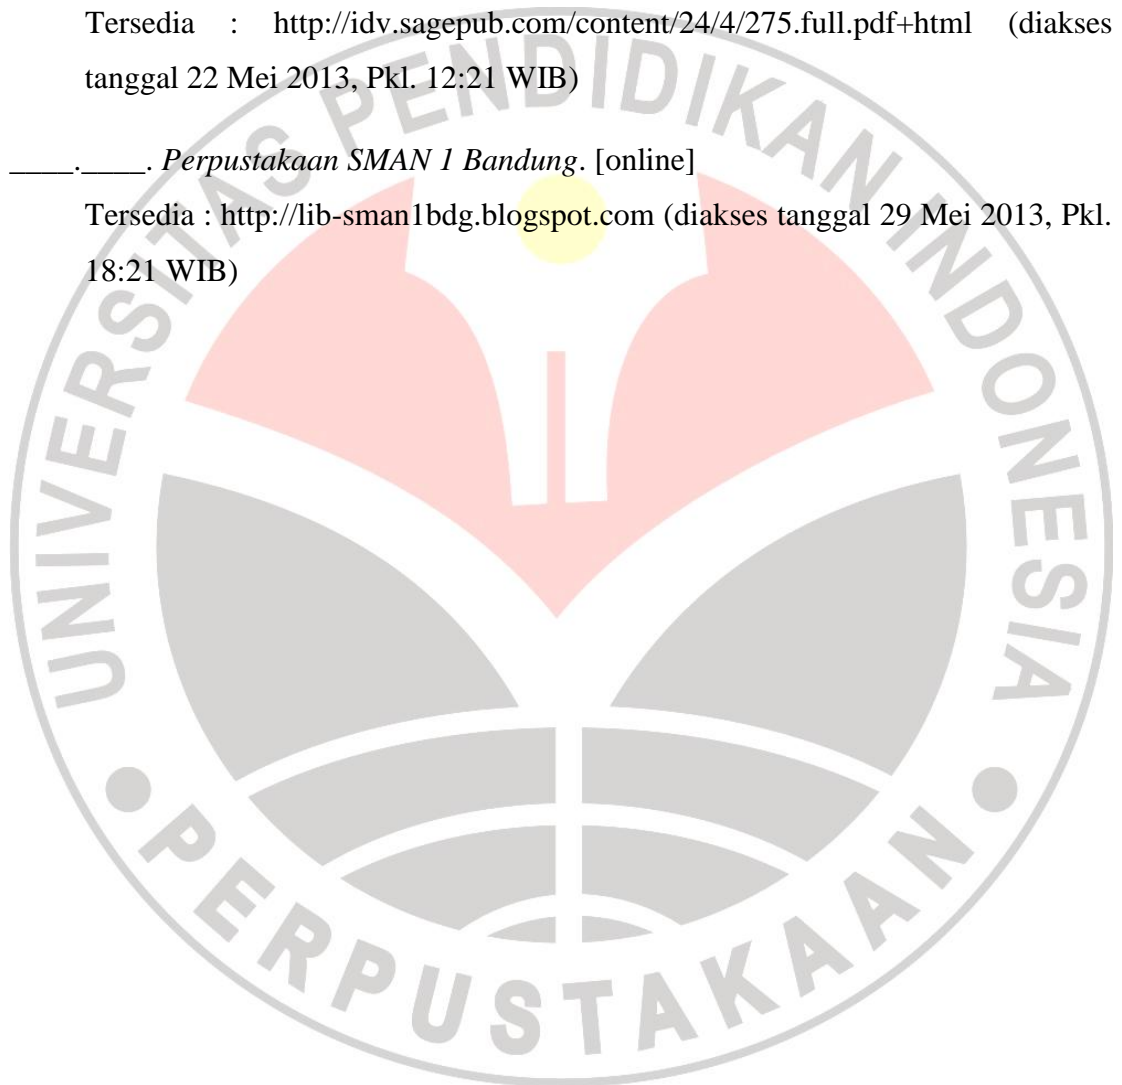 Tersedia : http://idv.sagepub.com/content/24/4/275.full.pdf+html (diakses
tanggal 22 Mei 2013, Pkl. 12:21 WIB)
____.____. Perpustakaan SMAN 1 Bandung. [online]
Tersedia : http://lib-sman1bdg.blogspot.com (diakses tanggal 29 Mei 2013, Pkl.
18:21 WIB)
UNIVERSITAS PENDIDIKAN INDONESIA
PERPUSTAKAAN